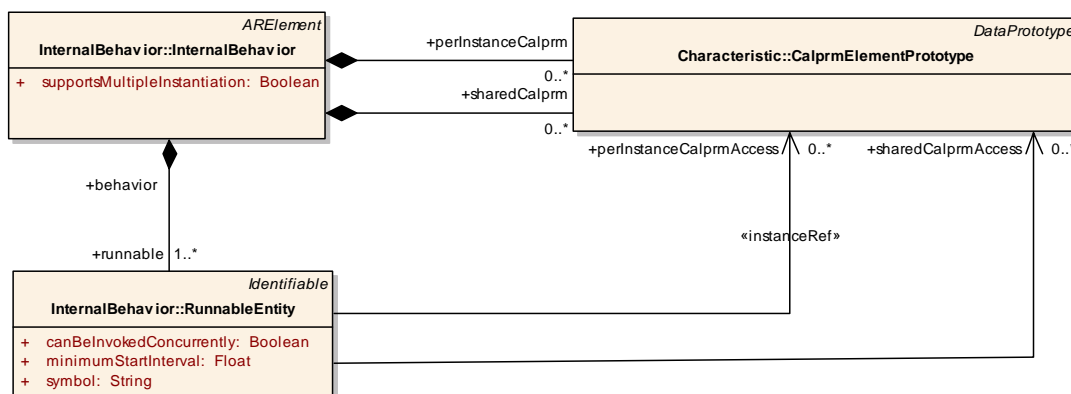 ARElement
InternalBehavior::InternalBehavior
+ supportsMultipleInstantiation: Boolean
+perInstanceCalprm
0..*
+sharedCalprm
0..*
DataPrototype
Characteristic::CalprmElementPrototype
+perInstanceCalprmAccess
0..*
+sharedCalprmAccess
0..*
+behavior
«instanceRef»
+runnable
1..*
Identifiable
InternalBehavior::RunnableEntity
+ canBeInvokedConcurrently: Boolean
+ minimumStartInterval: Float
+ symbol: String